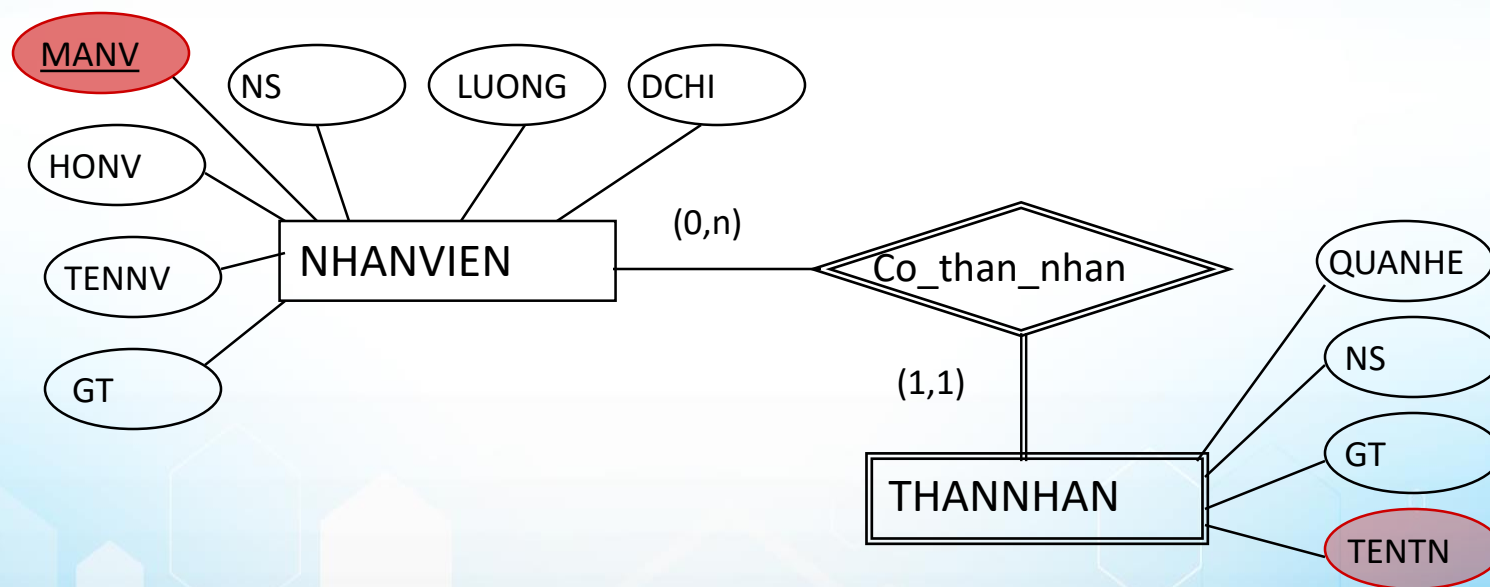 MANV
NS
LUONG
DCHI
HONV
TENNV
GT
NHANVIEN
(0,n)
Co_than_nhan
(1,1)
THANNHAN
QUANHE
NS
GT
TENTN